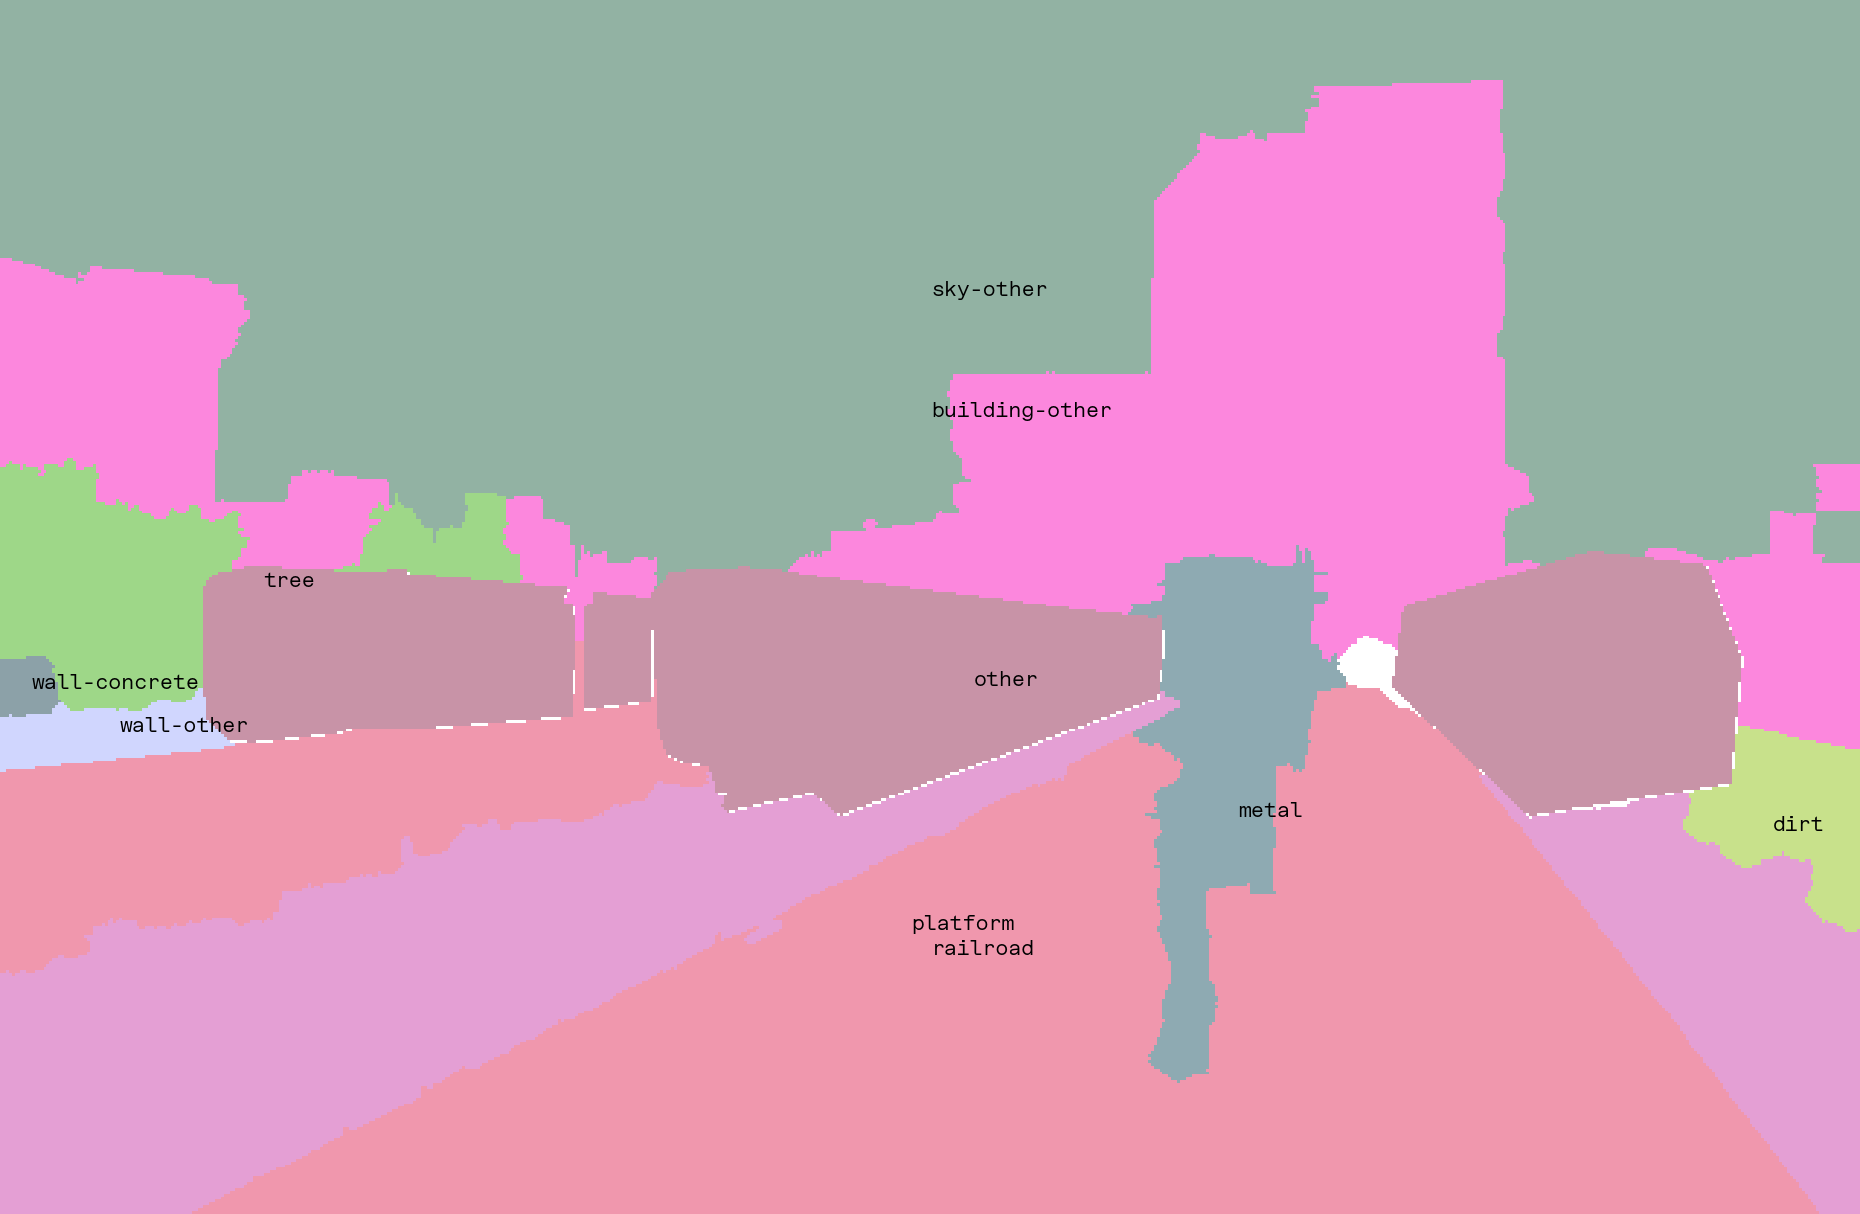 sky-other
building-other
tree
other
wall-concrete
wall-other
metal
dirt
platform
railroad